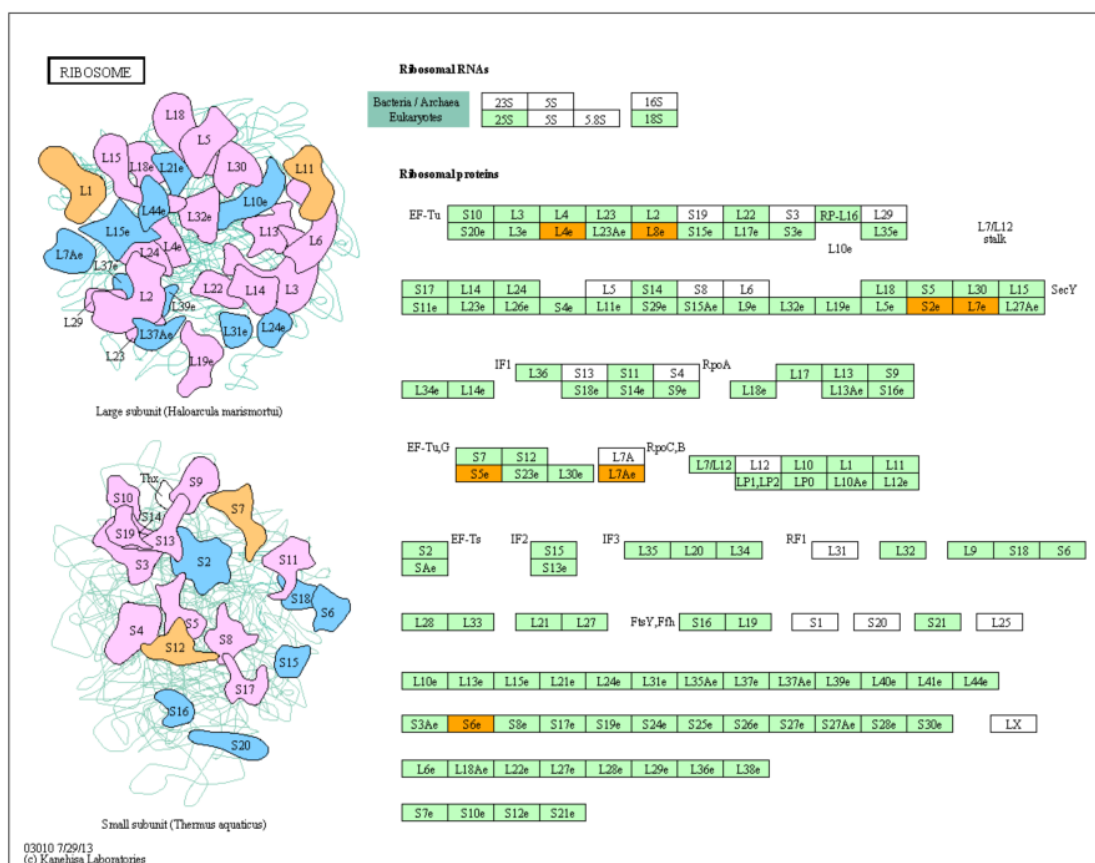 RIBOSOME
L18
L5
L15
L18e
L21e
L30
L11
L1
L44e
L10e
L32e
L15e
L13
L6
L7Ae
L4e
L24
L37e
L2
L22
L14
L3
L39e
L29
L37Ae
L31e
L24e
L23
L19e
Large subunit (Haloarcula marismortui)
Thx
S9
S10
S7
S14
S19
S13
S3
S2
S11
S18
S6
S4
S5
S12
S8
S15
S17
S16
S20
Small subunit (Thermus aquaticus)
03010 7/29/13
(c) Kanehisa Laboratories
Ribosomal RNAs
Bacteria / Archaea 23S 5S 16S
Eukaryotes 25S 5S 5.8S 18S
Ribosomal proteins
EF-Tu S10 L3 L4 L23 L2 S19 L22 S3 RP-L16 L29
S20e L3e L4e L23Ae L8e S15e L17e S3e L35e
L10e
L7/L12
stalk
S17 L14 L24 L5 S14 S8 L6 L18 S5 L30 L15 SecY
S11e L23e L26e S4e L11e S29e S15Ae L9e L32e L19e L5e S2e L7e L27Ae
IF1 L36 S13 S11 S4 RpoA L17 L13 S9
L34e L14e S18e S14e S9e L18e L13Ae S16e
EF-Tu,G S7 S12 L7A RpoC,B L7/L12 L12 L10 L1 L11
S5e S23e L30e L7Ae LP1,LP2 LP0 L10Ae L12e
S2 EF-Ts IF2 S15 IF3 L35 L20 L34 RF1 L31 L32 L9 S18 S6
SAe S13e
L28 L33 L21 L27 FtsY,Ffh S16 L19 S1 S20 S21 L25
L10e L13e L15e L21e L24e L31e L35Ae L37e L37Ae L39e L40e L41e L44e
S3Ae S6e S8e S17e S19e S24e S25e S26e S27e S27Ae S28e S30e LX
L6e L18Ae L22e L27e L28e L29e L36e L38e
S7e S10e S12e S21e